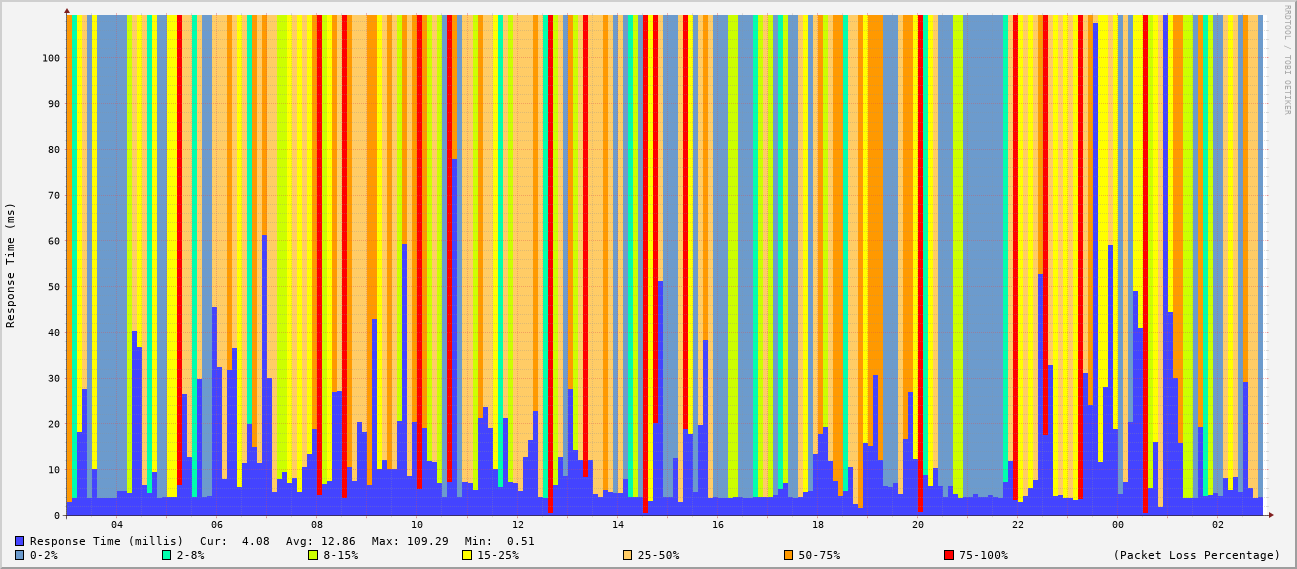 RRDTOOL / TOBI OETIKER
Response Time (ms)
100
90
80
70
60
50
40
30
20
10
0
04 06 08 10 12 14 16 18 20 22 00 02
Response Time (millis) Cur: 4.08 Avg: 12.86 Max: 109.29 Min: 0.51
0-2% 2-8% 8-15% 15-25% 25-50% 50-75% 75-100% (Packet Loss Percentage)